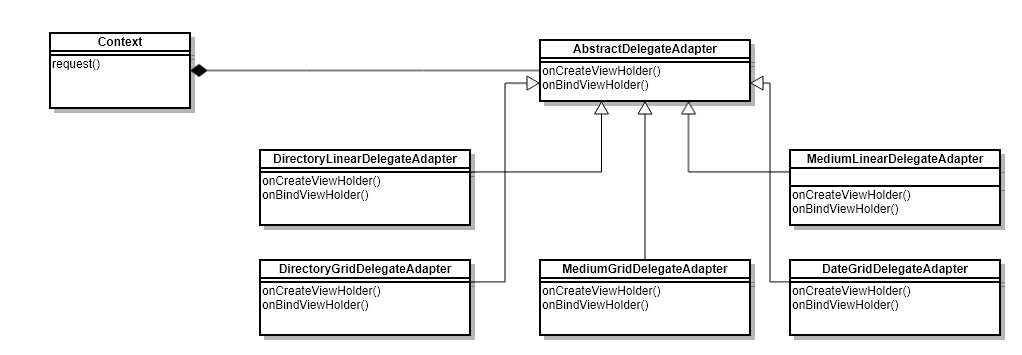 Context
request()
AbstractDelegateAdapter
onCreateViewHolder()
onBindViewHolder()
DirectoryLinearDelegateAdapter
onCreateViewHolder()
onBindViewHolder()
MediumLinearDelegateAdapter
onCreateViewHolder()
onBindViewHolder()
DirectoryGridDelegateAdapter
onCreateViewHolder()
onBindViewHolder()
MediumGridDelegateAdapter
onCreateViewHolder()
onBindViewHolder()
DateGridDelegateAdapter
onCreateViewHolder()
onBindViewHolder()